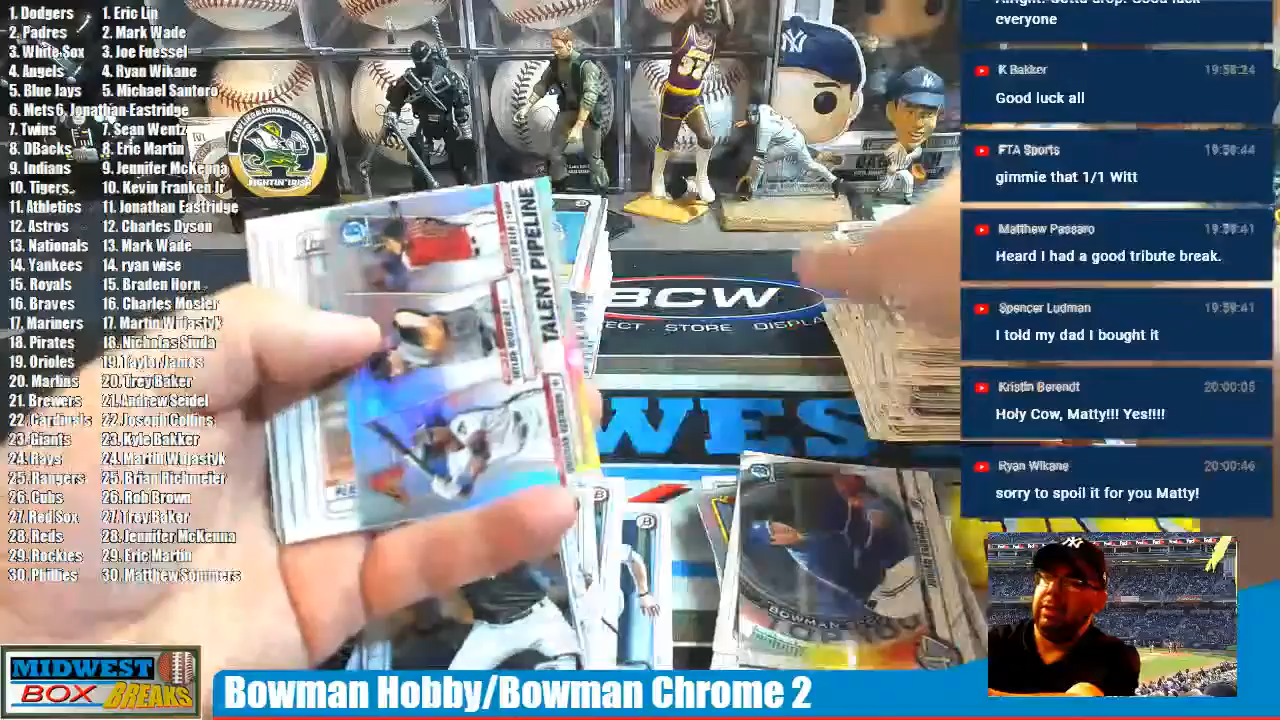 1. Dodgers 1. Eric Lin
2. Padres 2. Mark Wade
3. White Sox 3. Joe Fuessel
4. Angels 4. Ryan Wikane
5. Blue Jays 5. Michael Santoro
6. Mets 6. Jonathan Eastridge
7. Twins 7. Sean Wentz
8. DBacks 8. Eric Martin
9. Indians 9. Jennifer McKenna
10. Tigers 10. Kevin Franken Jr
11. Athletics 11. Jonathan Eastridge
12. Astros 12. Charles Dyson
13. Nationals 13. Mark Wade
14. Yankees 14. ryan wise
15. Royals 15. Braden Horn
16. Braves 16. Charles Mosler
17. Mariners 17. Martin Wojastyk
18. Pirates 18. Nicholas Siuda
19. Orioles 19. Taylor James
20. Marlins 20. Trey Baker
21. Brewers 21. Andrew Seidel
22. Cardinals 22. Joseph Collins
23. Giants 23. Kyle Bakker
24. Rays 24. Martin Wojastyk
25. Rangers 25. Brian Richmeier
26. Cubs 26. Rob Brown
27. Red Sox 27. Trey Baker
28. Reds 28. Jennifer McKenna
29. Rockies 29. Eric Martin
30. Phillies 30. Matthew Sommers
everyone
K Bakker 19:58:24
Good luck all
FTA Sports 19:58:44
gimmie that 1/1 Witt
Matthew Passaro 19:59:41
Heard I had a good tribute break.
Spencer Ludman 19:59:41
I told my dad I bought it
Kristin Berendt 20:00:05
Holy Cow, Matty!!! Yes!!!!
Ryan Wikane 20:00:46
sorry to spoil it for you Matty!
FIGHTIN' IRISH
32
TALENT PIPELINE
BCW
WES
BOWMAN
MIDWEST
BOX BREAKS
Bowman Hobby/Bowman Chrome 2